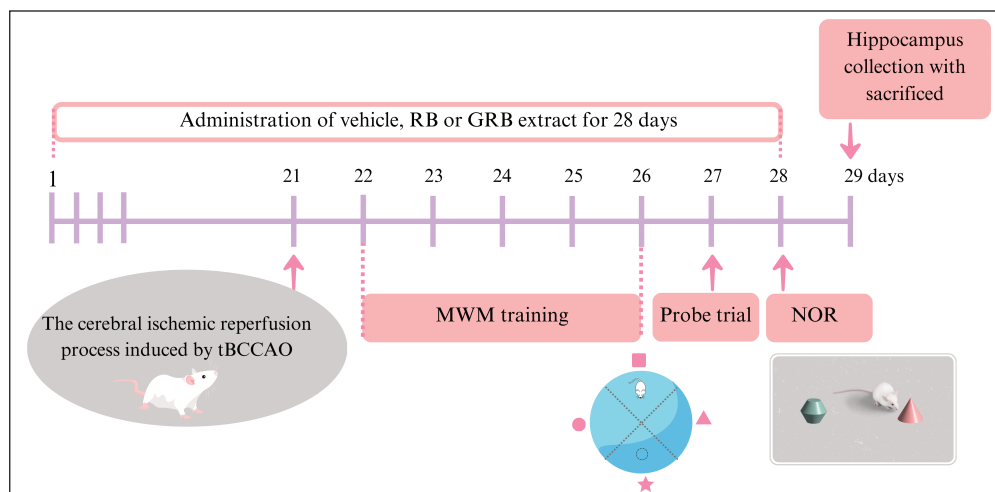 Hippocampus
collection with
sacrificed
Administration of vehicle, RB or GRB extract for 28 days
1 21 22 23 24 25 26 27 28 29 days
The cerebral ischemic reperfusion
process induced by tBCCAO
MWM training
Probe trial
NOR